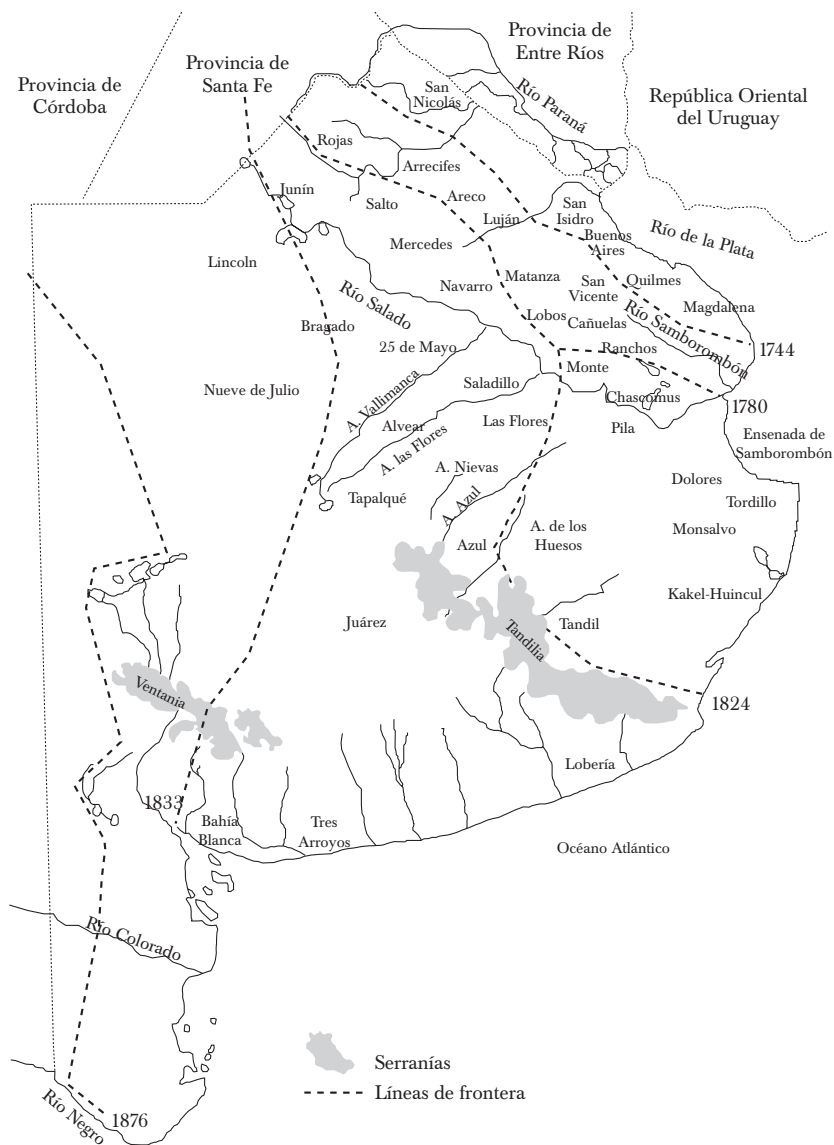 Provincia de
Entre Ríos
Provincia de
Córdoba
Provincia de
Santa Fe
República Oriental
del Uruguay
San
Nicolás
Río Paraná
Rojas
Arrecifes
Junín
Salto
Areco
San
Isidro
Luján
Río de la Plata
Mercedes
Buenos
Aires
Lincoln
Navarro
Matanza
San
Vicente
Quilmes
Río Salado
Magdalena
Lobos
Cañuelas
Río Samborombón
Bragado
25 de Mayo
Ranchos
1744
Monte
Nueve de Julio
A. Vallimanca
Saladillo
Chascomús
1780
Alvear
A. las Flores
Las Flores
Pila
Ensenada de
Samborombón
A. Nievas
Dolores
Tapalqué
A. Azul
Tordillo
A. de los
Huesos
Monsalvo
Azul
Kakel-Huincul
Juárez
Tandilia
Tandil
Ventania
1824
Lobería
1833
Bahía
Blanca
Tres
Arroyos
Océano Atlántico
Río Colorado
Serranías
Líneas de frontera
Río Negro
1876